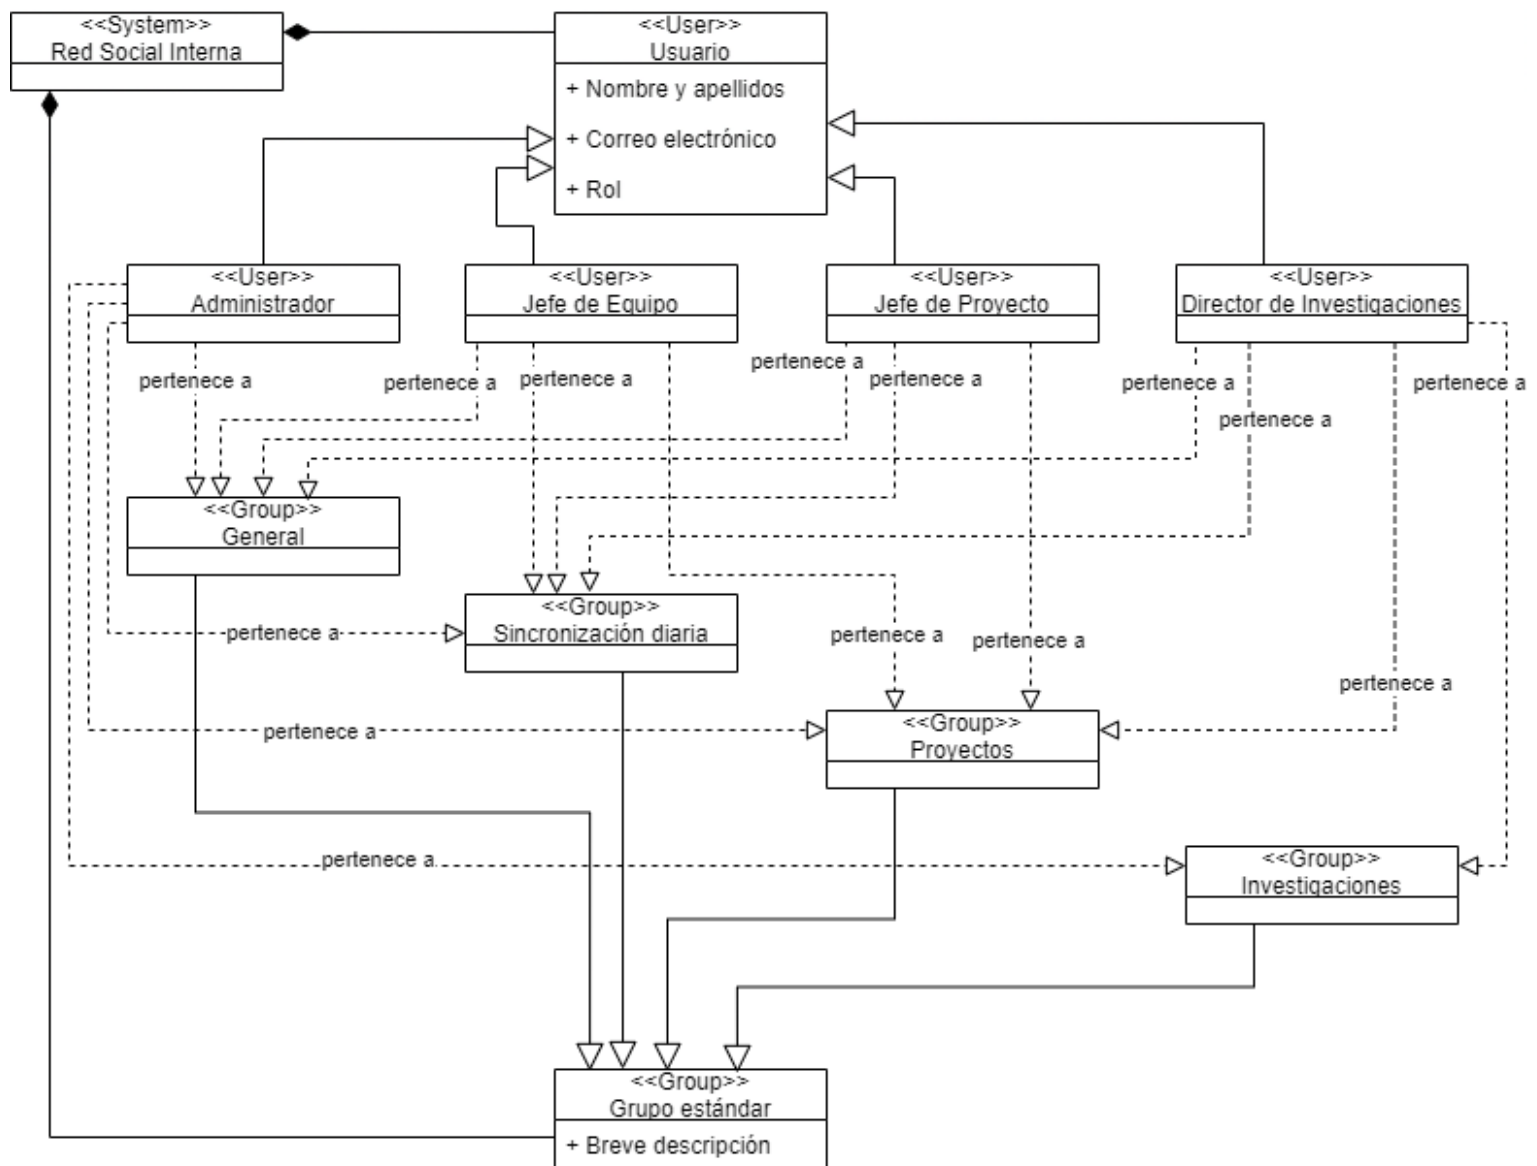 <<System>>
Red Social Interna
<<User>>
Usuario
+ Nombre y apellidos
+ Correo electrónico
+ Rol
<<User>>
Administrador
<<User>>
Jefe de Equipo
<<User>>
Jefe de Proyecto
<<User>>
Director de Investigaciones
pertenece a
pertenece a
pertenece a
pertenece a
pertenece a
pertenece a
pertenece a
pertenece a
<<Group>>
General
<<Group>>
Sincronización diaria
pertenece a
pertenece a
pertenece a
pertenece a
<<Group>>
Proyectos
pertenece a
<<Group>>
Investigaciones
pertenece a
<<Group>>
Grupo estándar
+ Breve descripción